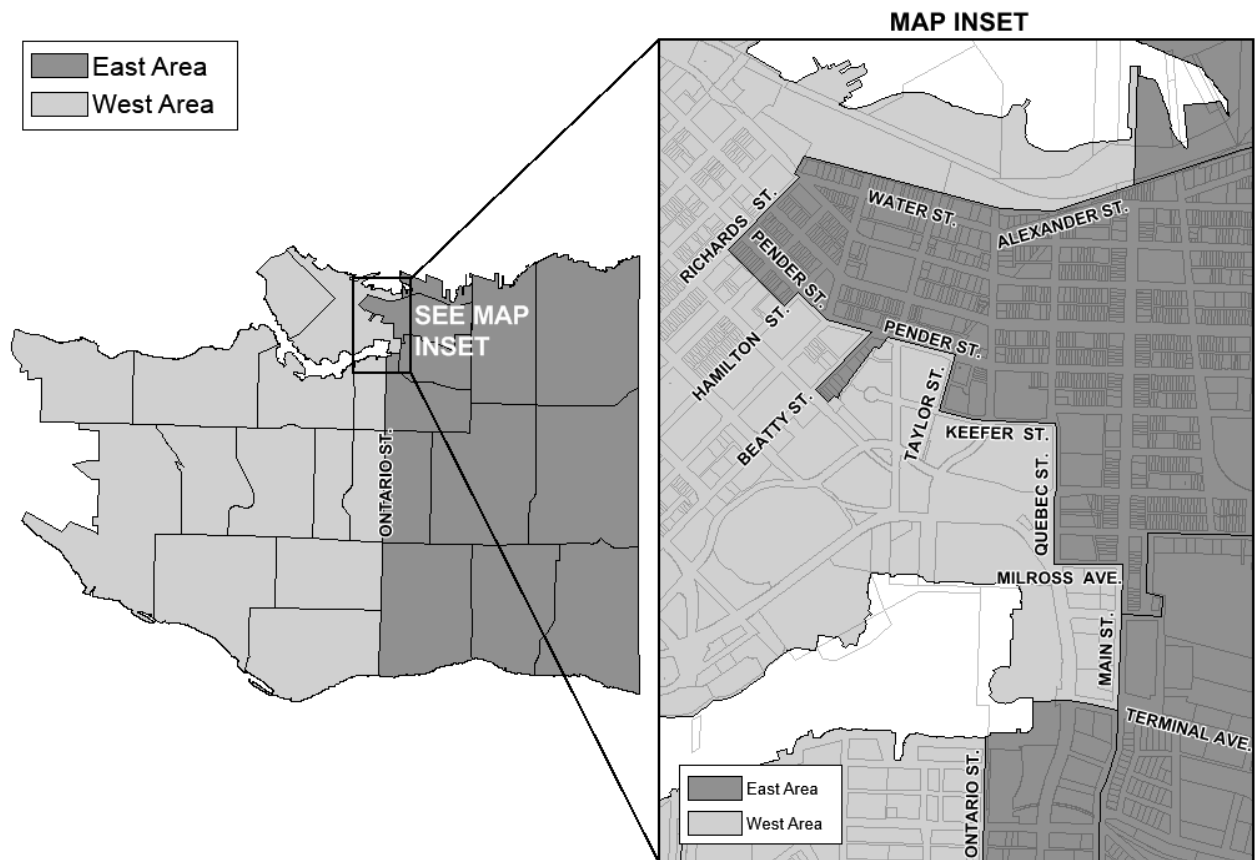 MAP INSET
East Area
West Area
SEE MAP
INSET
ONTARIO ST.
RICHARDS ST.
WATER ST.
ALEXANDER ST.
PENDER ST.
HAMILTON ST.
PENDER ST.
BEATTY ST.
TAYLOR ST.
KEEFER ST.
QUEBEC ST.
MILROSS AVE.
MAIN ST.
TERMINAL AVE.
ONTARIO ST.
East Area
West Area